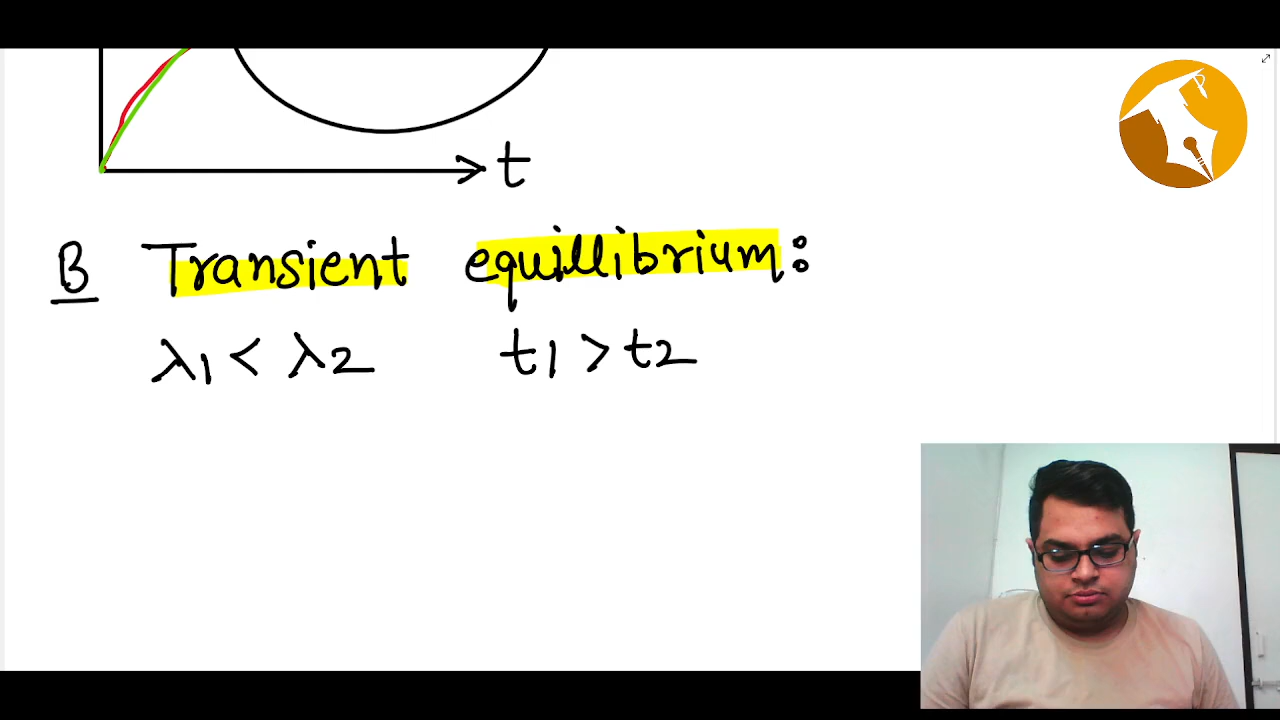 t
B Transient equillibrium:
λ1 < λ2 t1 > t2